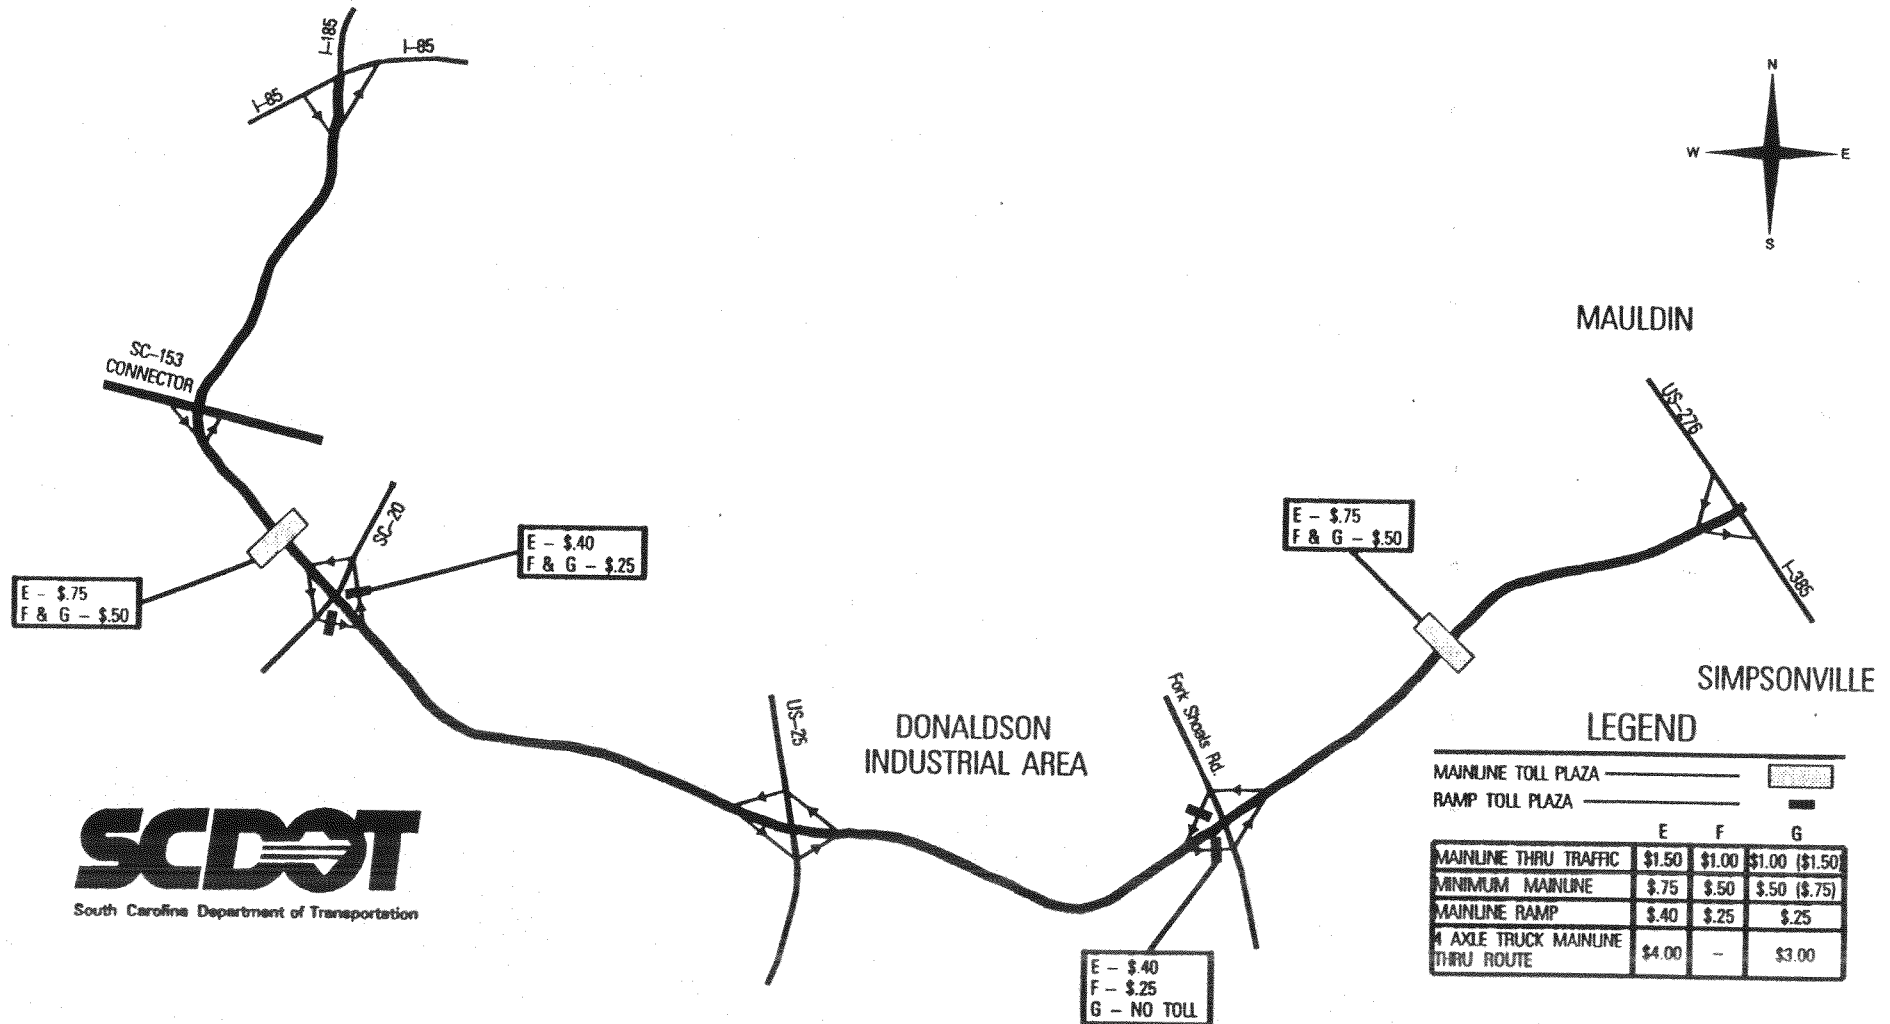 I-185
I-85
I-85
N
W
E
S
MAULDIN
SC-153
CONNECTOR
US-276
SC-20
E - $.40
F & G - $.25
E - $.75
F & G - $.50
E - $.75
F & G - $.50
I-385
SIMPSONVILLE
US-25
DONALDSON
INDUSTRIAL AREA
Fork Shoals Rd.
LEGEND
MAINLINE TOLL PLAZA
RAMP TOLL PLAZA
E F G
MAINLINE THRU TRAFFIC $1.50 $1.00 $1.00 ($1.50)
MINIMUM MAINLINE $.75 $.50 $.50 ($.75)
MAINLINE RAMP $.40 $.25 $.25
4 AXLE TRUCK MAINLINE
THRU ROUTE $4.00 - $3.00
SCDOT
South Carolina Department of Transportation
E - $.40
F - $.25
G - NO TOLL